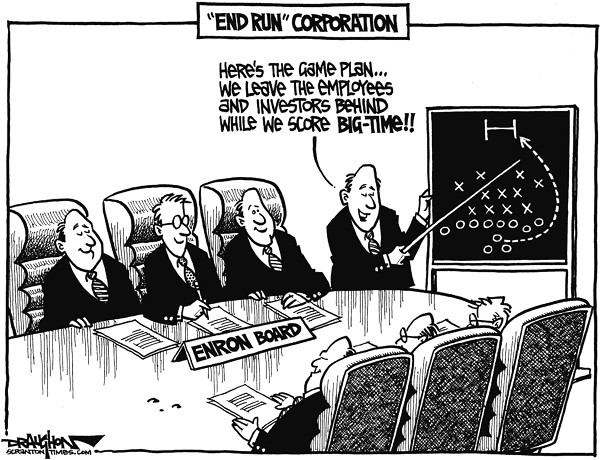 "END RUN" CORPORATION
HERE'S THE GAME PLAN...
WE LEAVE THE EMPLOYEES
AND INVESTORS BEHIND
WHILE WE SCORE BIG-TIME!!
X X
X X X X
X X X X
O O O O O O O
O
O O
ENRON BOARD
DRAUGHON
SCRANTON TIMES.COM